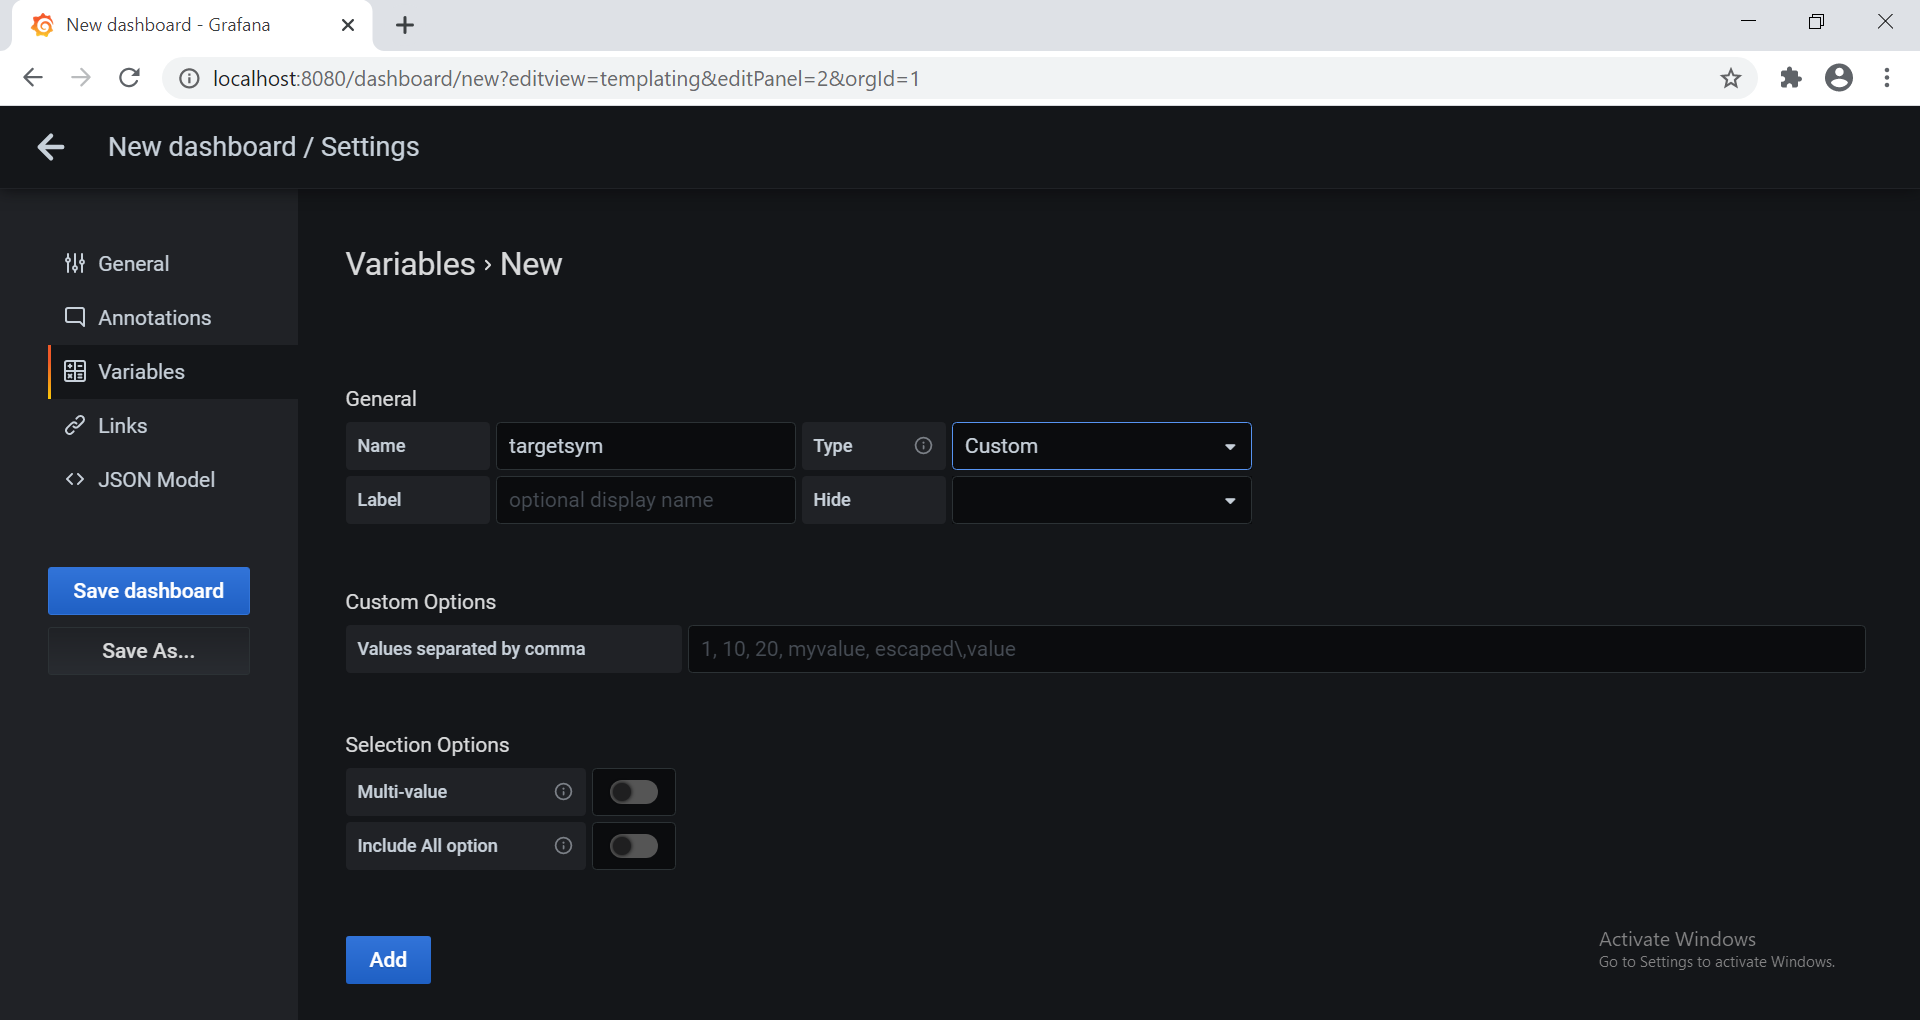 New dashboard - Grafana
localhost:8080/dashboard/new?editview=templating&editPanel=2&orgId=1
New dashboard / Settings
General
Annotations
Variables
Links
JSON Model
Save dashboard
Save As...
Variables › New
General
Name targetsym Type Custom
Label optional display name Hide
Custom Options
Values separated by comma 1, 10, 20, myvalue, escaped\,value
Selection Options
Multi-value
Include All option
Add
Activate Windows
Go to Settings to activate Windows.